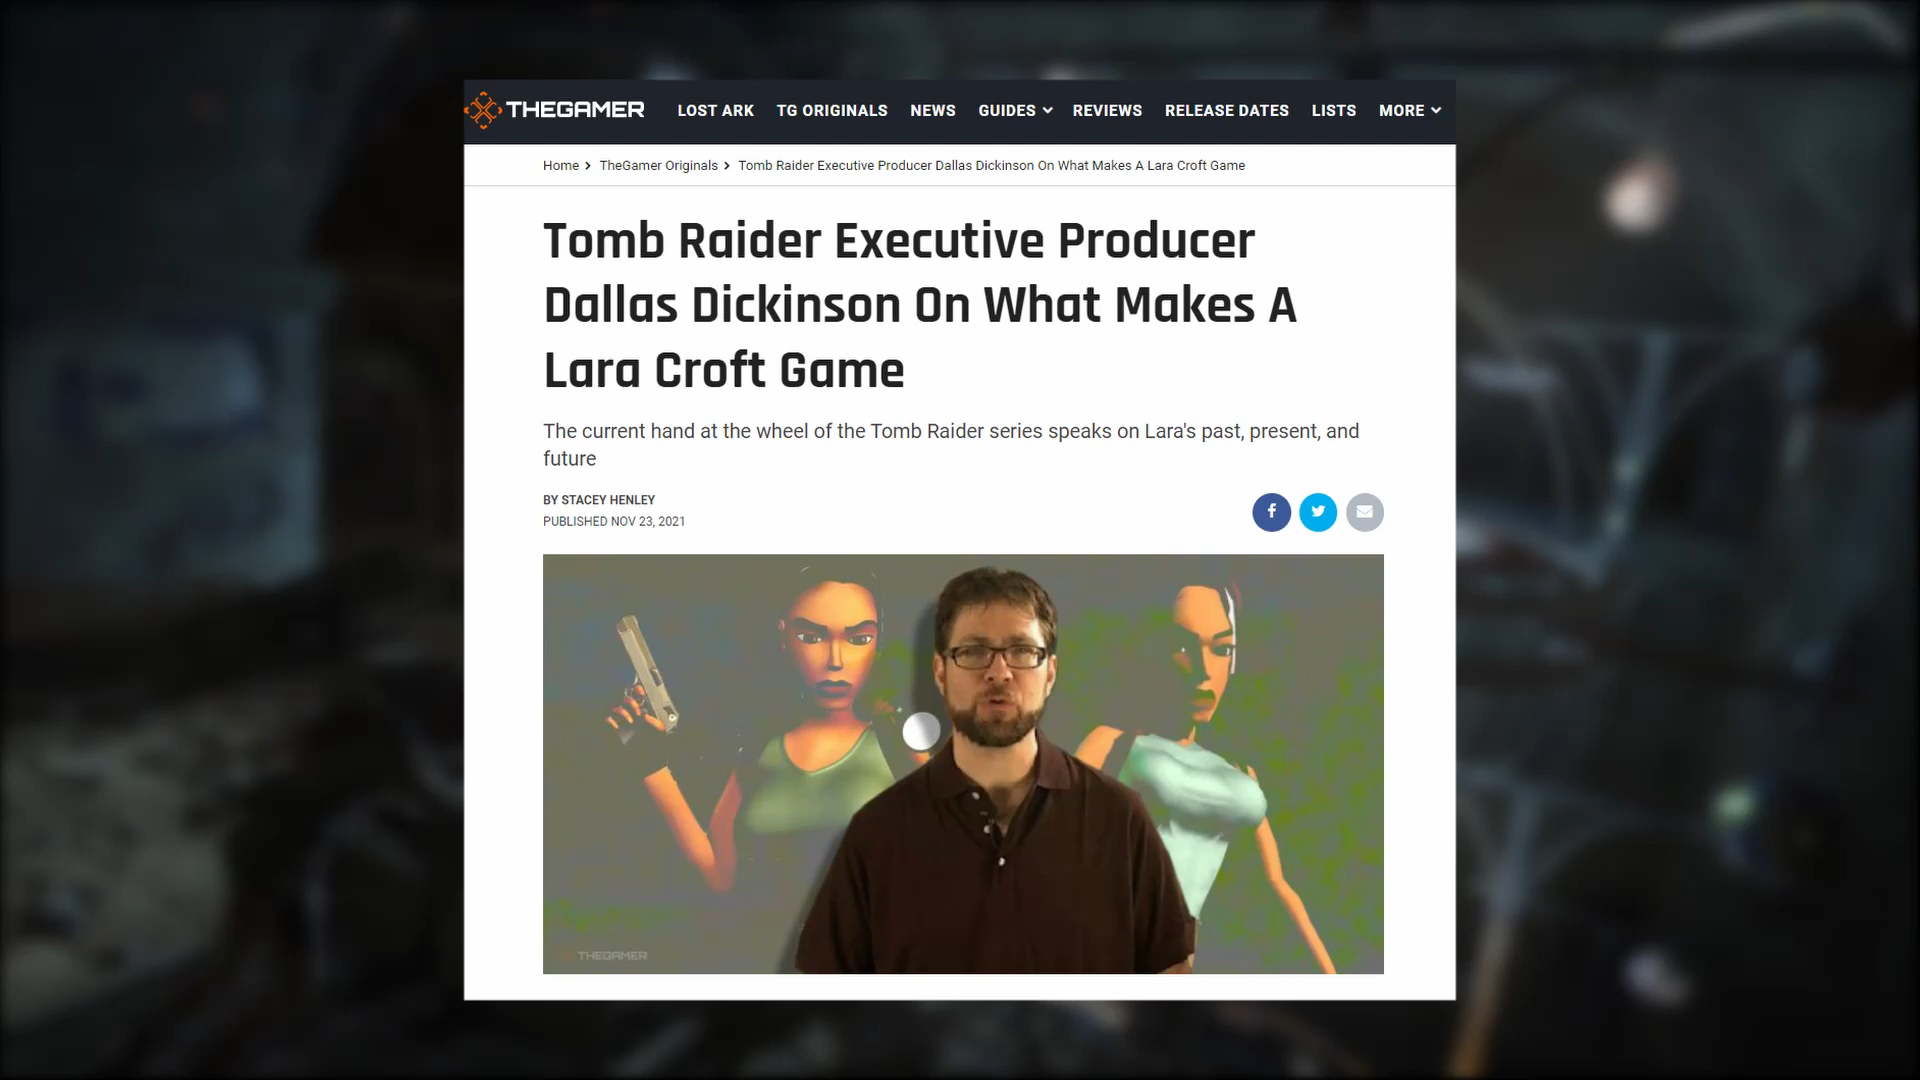 THEGAMER LOST ARK TG ORIGINALS NEWS GUIDES REVIEWS RELEASE DATES LISTS MORE
Home > TheGamer Originals > Tomb Raider Executive Producer Dallas Dickinson On What Makes A Lara Croft Game
Tomb Raider Executive Producer
Dallas Dickinson On What Makes A
Lara Croft Game
The current hand at the wheel of the Tomb Raider series speaks on Lara's past, present, and
future
BY STACEY HENLEY
PUBLISHED NOV 23, 2021
THEGAMER